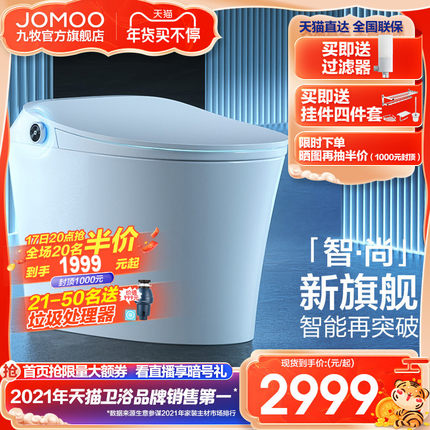 JOMOO
九牧官方旗舰店
天猫
年货买不停
天猫直达 全国联保
买即送
过滤器
买即送
挂件四件套
限时下单
晒图再抽半价(1000元封顶)
17日20点抢
全场20名半价
到手 1999 元起
封顶1000元
21-50名送
垃圾处理器
「智·尚」
新旗舰
智能再突破
抢 首页抢限量大额券 看直播享暗号礼 抢
2021年天猫卫浴品牌销售第一*
*数据来源生意参谋2021年家装主材市场排行
现货到手价:(元/起)
2999